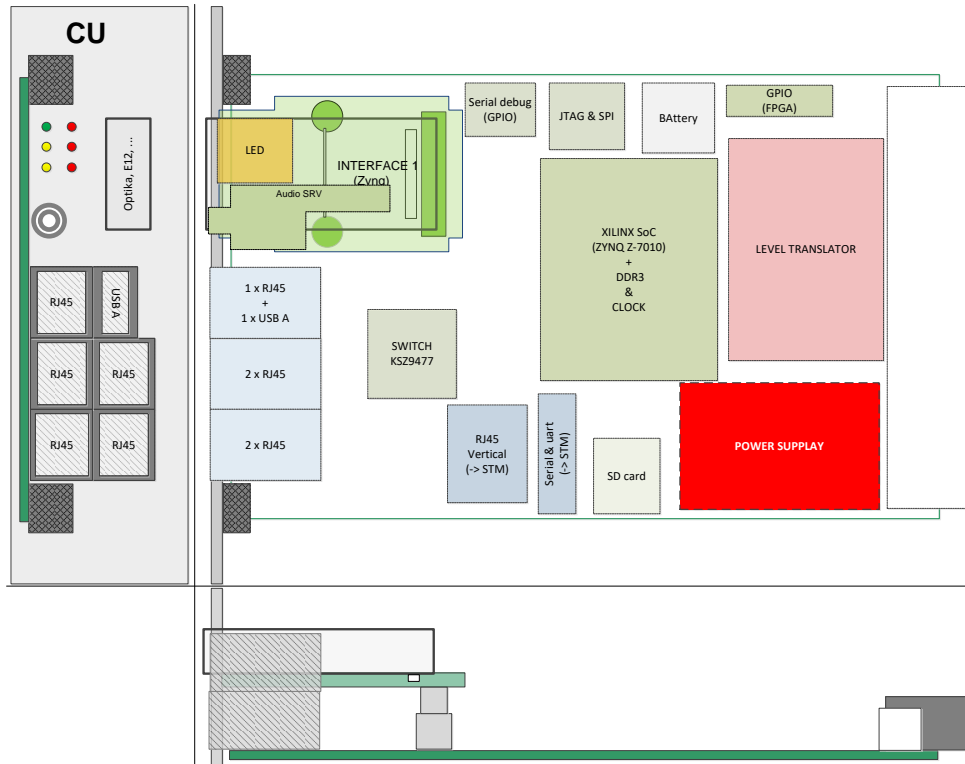 CU
Optika, E12, ...
RJ45
USB A
RJ45
RJ45
RJ45
RJ45
LED
INTERFACE 1
(Zynq)
Audio SRV
1 x RJ45
+
1 x USB A
2 x RJ45
2 x RJ45
Serial debug
(GPIO)
JTAG & SPI
BAttery
GPIO
(FPGA)
XILINX SoC
(ZYNQ Z-7010)
+
DDR3
&
CLOCK
LEVEL TRANSLATOR
SWITCH
KSZ9477
RJ45
Vertical
(-> STM)
Serial & uart
(-> STM)
SD card
POWER SUPPLAY